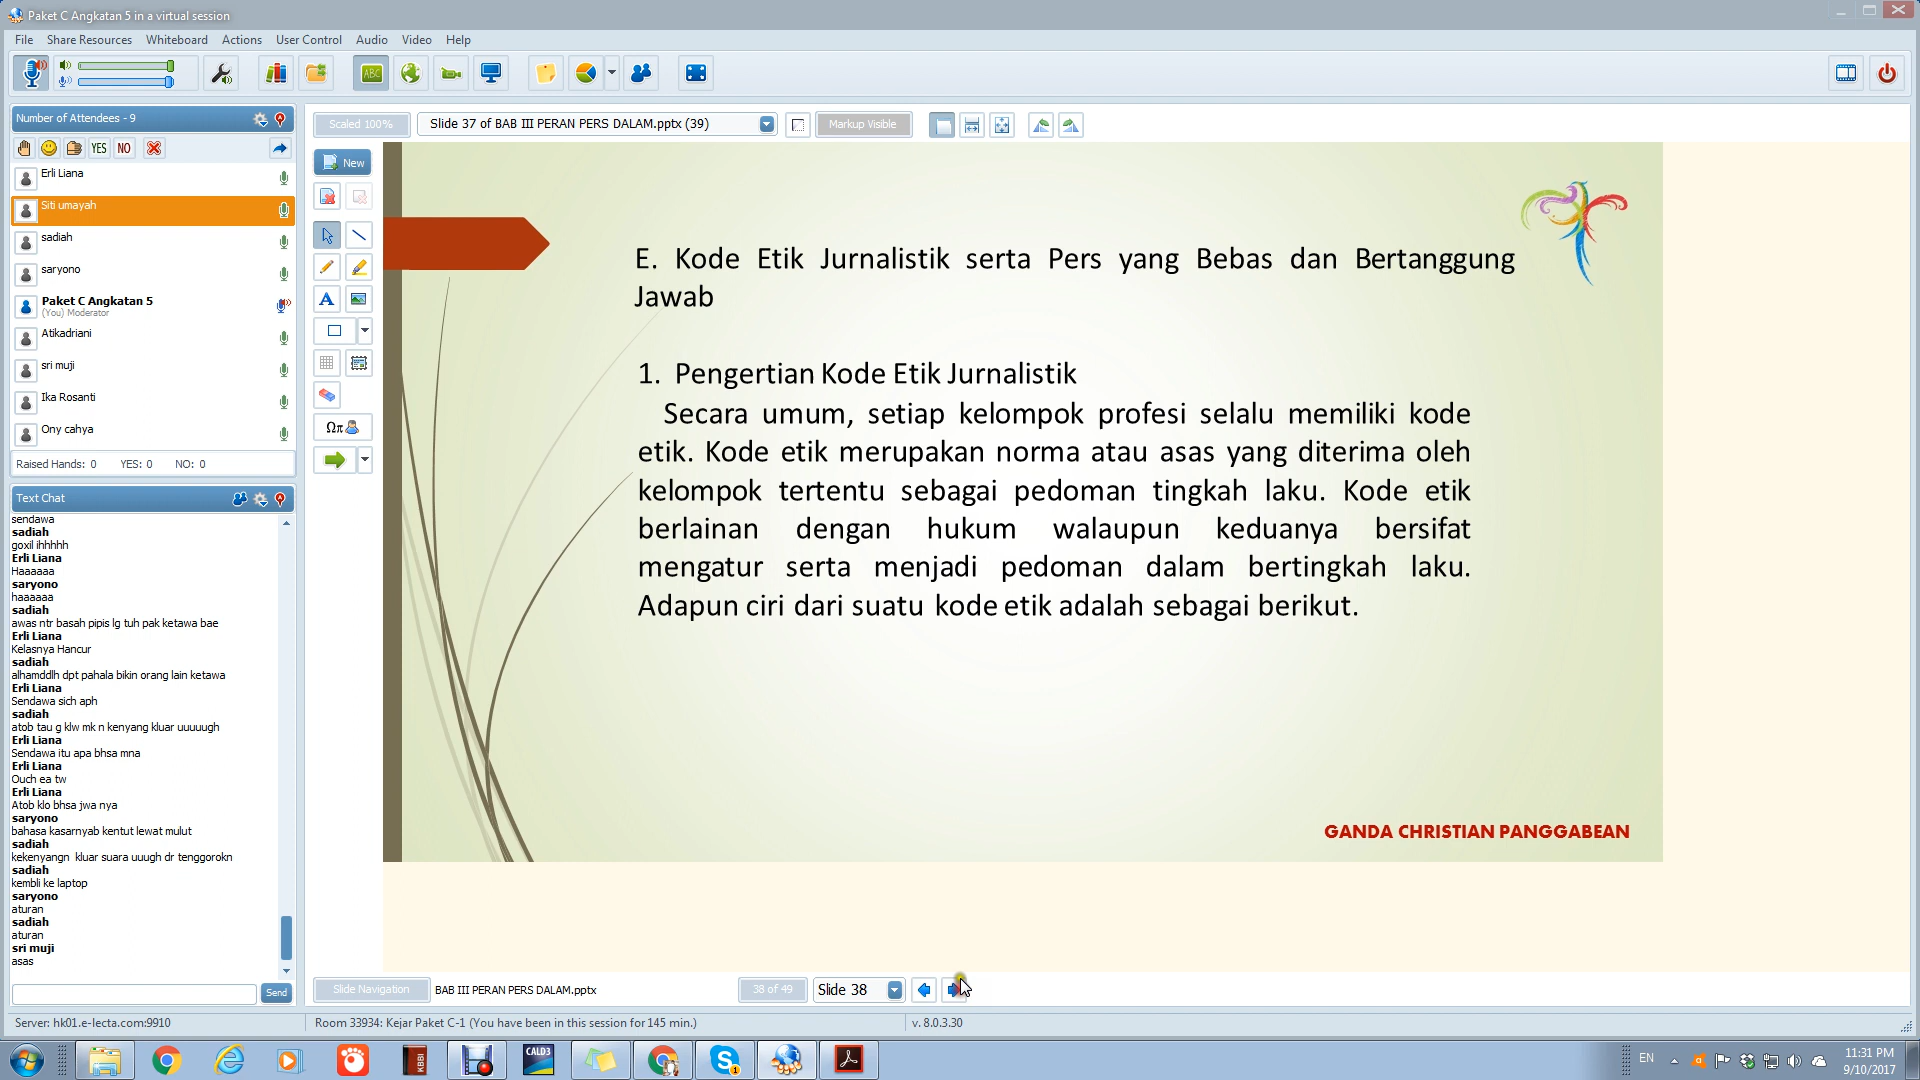 Paket C Angkatan 5 in a virtual session
File Share Resources Whiteboard Actions User Control Audio Video Help
ABC
Number of Attendees - 9
YES NO
Erli Liana
Siti umayah
sadiah
saryono
Paket C Angkatan 5
(You) Moderator
Atikadriani
sri muji
Ika Rosanti
Ony cahya
Raised Hands: 0 YES: 0 NO: 0
Text Chat
sendawa
sadiah
goxil ihhhhh
Erli Liana
Haaaaaa
saryono
haaaaaa
sadiah
awas ntr basah pipis lg tuh pak ketawa bae
Erli Liana
Kelasnya Hancur
sadiah
alhamddlh dpt pahala bikin orang lain ketawa
Erli Liana
Sendawa sich aph
sadiah
atob tau g klw mk n kenyang kluar uuuuugh
Erli Liana
Sendawa itu apa bhsa mna
Erli Liana
Ouch ea tw
Erli Liana
Atob klo bhsa jwa nya
saryono
bahasa kasarnyab kentut lewat mulut
sadiah
kekenyangn kluar suara uuugh dr tenggorokn
sadiah
kembli ke laptop
saryono
aturan
sadiah
aturan
sri muji
asas
Send
Scaled 100%
Slide 37 of BAB III PERAN PERS DALAM.pptx (39)
Markup Visible
New
A
Ωπ
E. Kode Etik Jurnalistik serta Pers yang Bebas dan Bertanggung
Jawab
1. Pengertian Kode Etik Jurnalistik
Secara umum, setiap kelompok profesi selalu memiliki kode
etik. Kode etik merupakan norma atau asas yang diterima oleh
kelompok tertentu sebagai pedoman tingkah laku. Kode etik
berlainan dengan hukum walaupun keduanya bersifat
mengatur serta menjadi pedoman dalam bertingkah laku.
Adapun ciri dari suatu kode etik adalah sebagai berikut.
GANDA CHRISTIAN PANGGABEAN
Slide Navigation
BAB III PERAN PERS DALAM.pptx
38 of 49
Slide 38
Server: hk01.e-lecta.com:9910
Room 33934: Kejar Paket C-1 (You have been in this session for 145 min.)
v. 8.0.3.30
KBBI
CALD3
1
EN
11:31 PM
9/10/2017